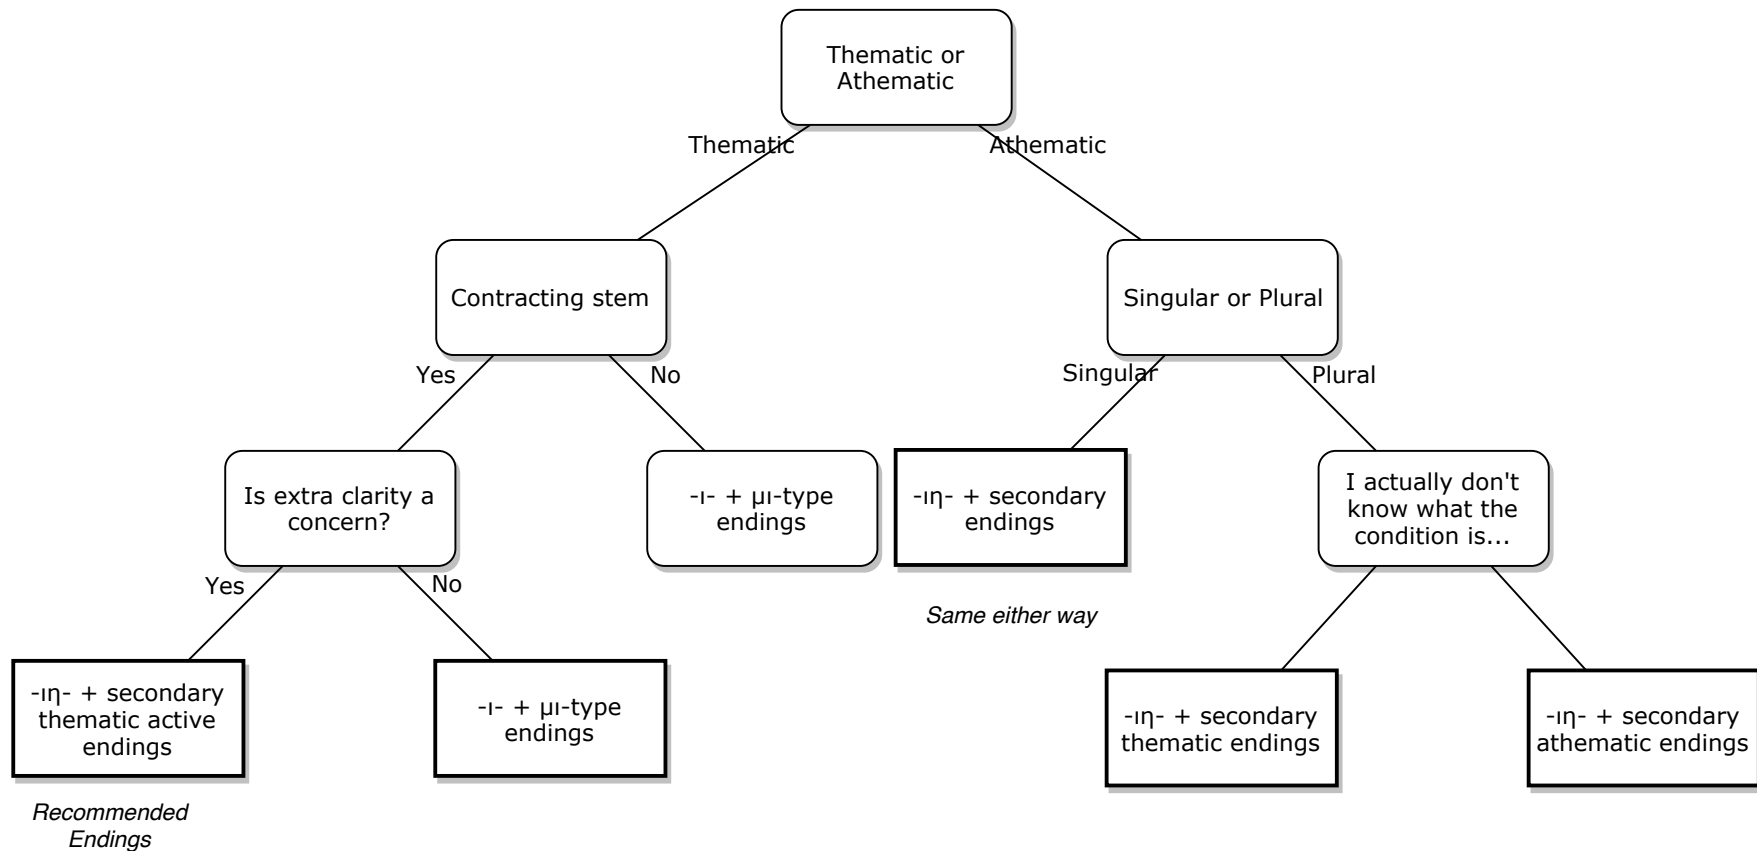 Thematic or
Athematic
Thematic
Athematic
Contracting stem
Singular or Plural
Yes
No
Singular
Plural
Is extra clarity a
concern?
-ι- + μι-type
endings
-ιη- + secondary
endings
I actually don't
know what the
condition is...
Yes
No
Same either way
-ιη- + secondary
thematic active
endings
-ι- + μι-type
endings
-ιη- + secondary
thematic endings
-ιη- + secondary
athematic endings
Recommended
Endings